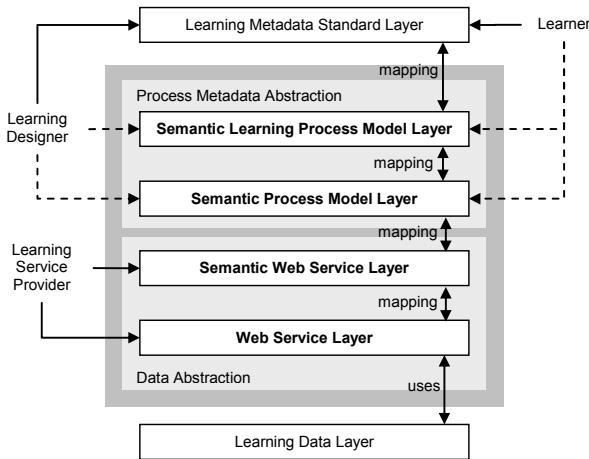 Learning Metadata Standard Layer
Learner
mapping
Process Metadata Abstraction
Learning
Designer
Semantic Learning Process Model Layer
mapping
Semantic Process Model Layer
mapping
Learning
Service
Provider
Semantic Web Service Layer
mapping
Web Service Layer
Data Abstraction
uses
Learning Data Layer